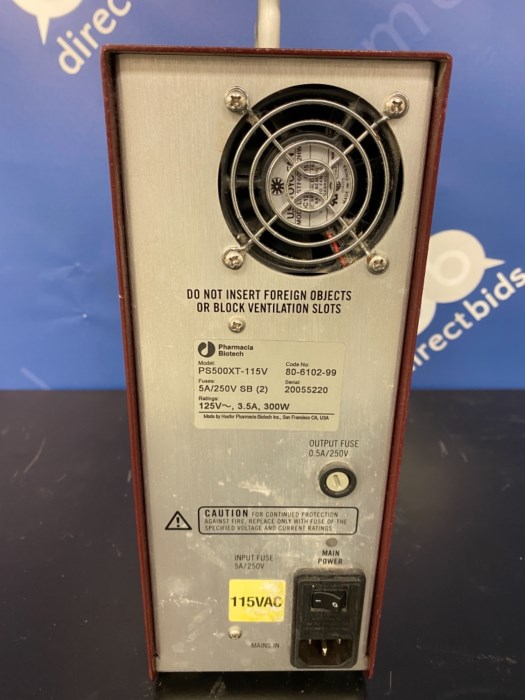 direct
direct bids
DO NOT INSERT FOREIGN OBJECTS
OR BLOCK VENTILATION SLOTS
Pharmacia
Biotech
Model: Code No:
PS500XT-115V 80-6102-99
Fuses: Serial:
5A/250V SB (2) 20055220
Ratings:
125V∼, 3.5A, 300W
Made by Hoefer Pharmacia Biotech Inc., San Francisco CA, USA
OUTPUT FUSE
0.5A/250V
CAUTION FOR CONTINUED PROTECTION
AGAINST FIRE, REPLACE ONLY WITH FUSE OF THE
SPECIFIED VOLTAGE AND CURRENT RATINGS.
INPUT FUSE
5A/250V
MAIN
POWER
115VAC
MAINS IN